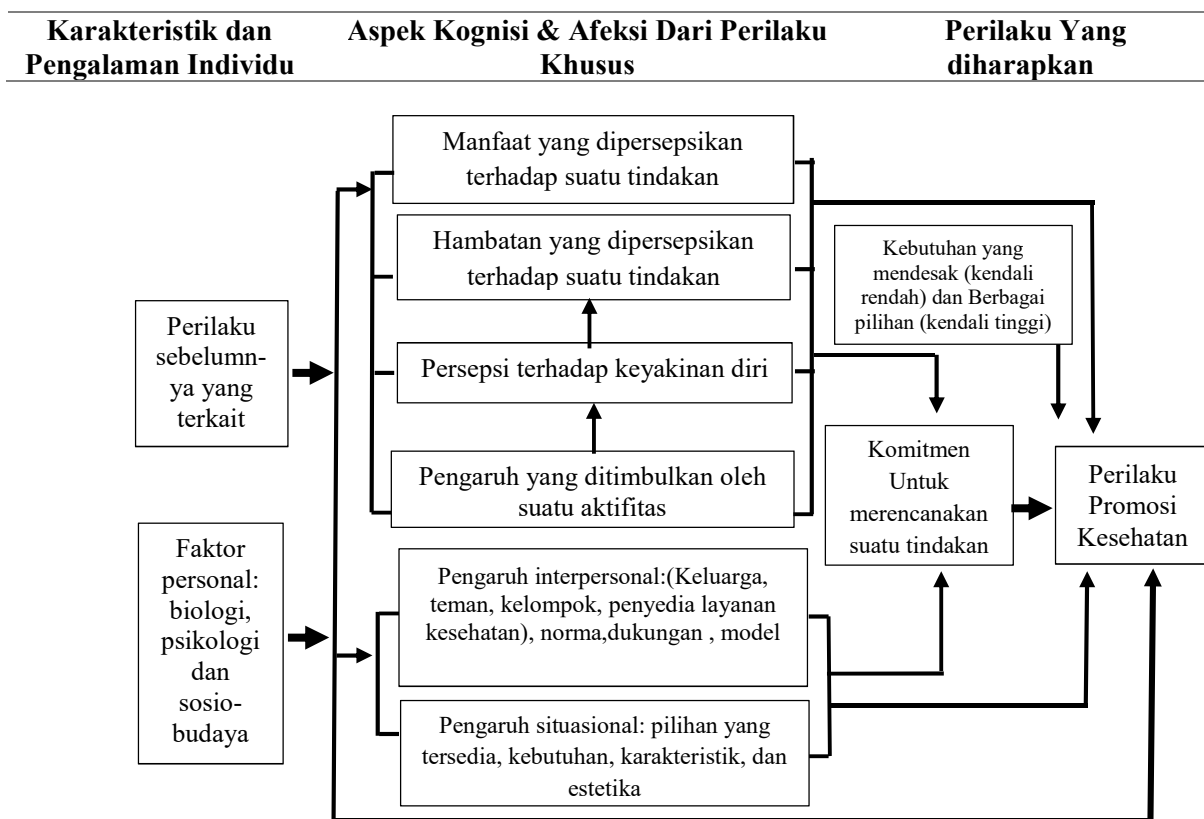 Karakteristik dan
Pengalaman Individu
Aspek Kognisi & Afeksi Dari Perilaku
Khusus
Perilaku Yang
diharapkan
Manfaat yang dipersepsikan
terhadap suatu tindakan
Hambatan yang dipersepsikan
terhadap suatu tindakan
Kebutuhan yang
mendesak (kendali
rendah) dan Berbagai
pilihan (kendali tinggi)
Perilaku
sebelumn-
ya yang
terkait
Persepsi terhadap keyakinan diri
Pengaruh yang ditimbulkan oleh
suatu aktifitas
Komitmen
Untuk
merencanakan
suatu tindakan
Perilaku
Promosi
Kesehatan
Faktor
personal:
biologi,
psikologi
dan
sosio-
budaya
Pengaruh interpersonal:(Keluarga,
teman, kelompok, penyedia layanan
kesehatan), norma,dukungan , model
Pengaruh situasional: pilihan yang
tersedia, kebutuhan, karakteristik, dan
estetika